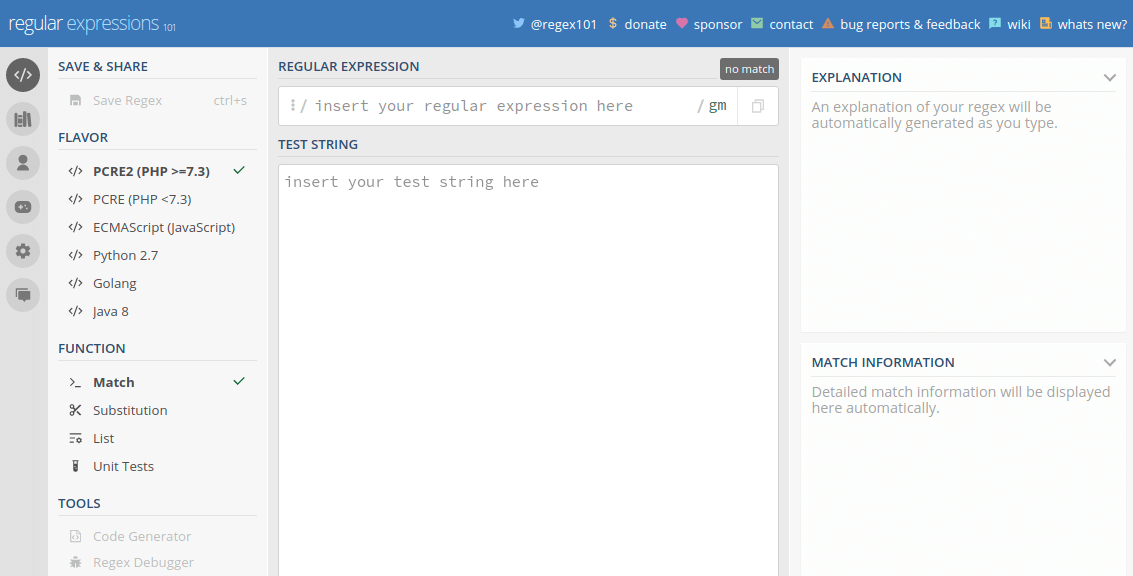 regular expressions 101
@regex101 $ donate sponsor contact bug reports & feedback wiki whats new?
SAVE & SHARE
Save Regex ctrl+s
FLAVOR
</> PCRE2 (PHP >=7.3)
</> PCRE (PHP <7.3)
</> ECMAScript (JavaScript)
</> Python 2.7
</> Golang
</> Java 8
FUNCTION
>_ Match
Substitution
List
Unit Tests
TOOLS
Code Generator
Regex Debugger
REGULAR EXPRESSION
no match
/ insert your regular expression here / gm
TEST STRING
insert your test string here
EXPLANATION
An explanation of your regex will be
automatically generated as you type.
MATCH INFORMATION
Detailed match information will be displayed
here automatically.